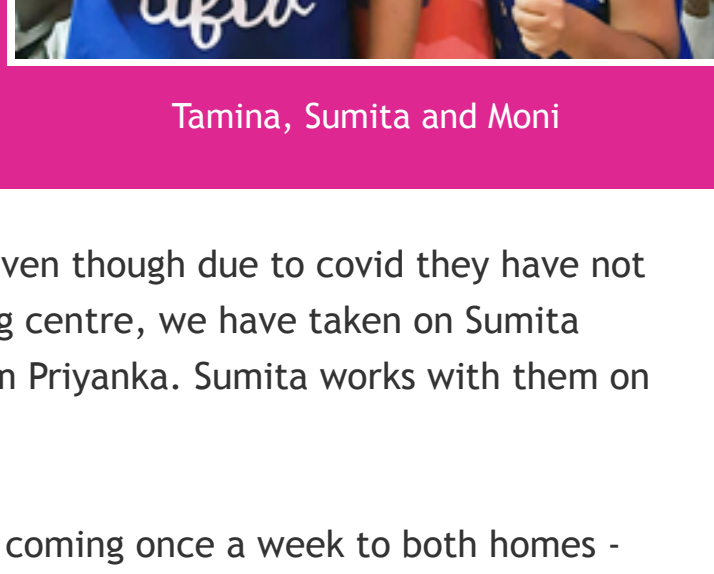 Tamina, Sumita and Moni
ven though due to covid they have not
g centre, we have taken on Sumita
Priyanka. Sumita works with them on
coming once a week to both homes -